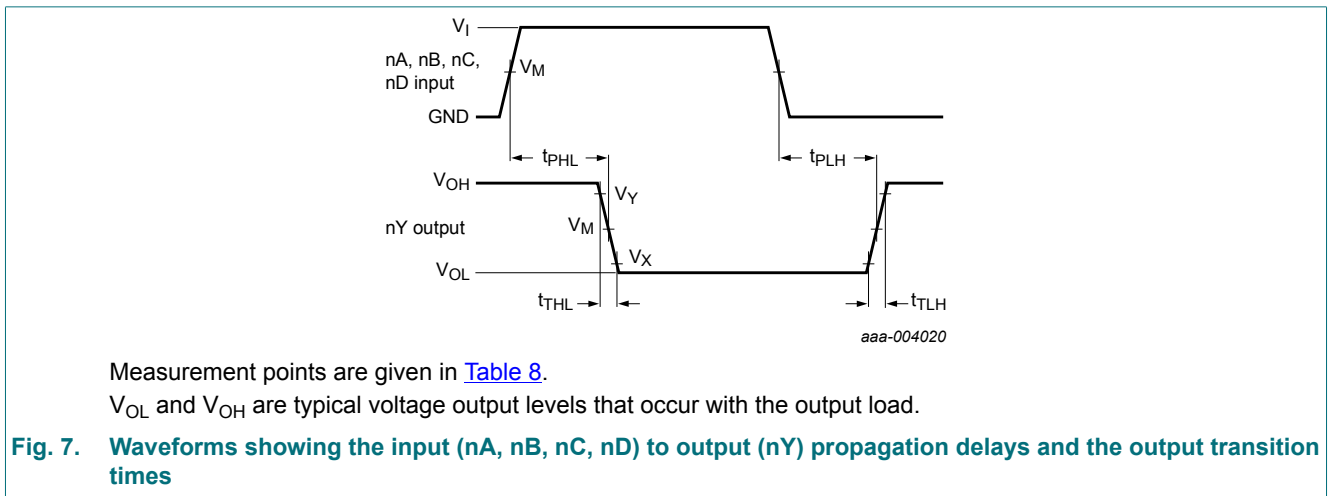 VI
nA, nB, nC,
nD input
VM
GND
tPHL
tPLH
VOH
VY
nY output
VM
VX
VOL
tTHL
tTLH
aaa-004020
Measurement points are given in Table 8.
VOL and VOH are typical voltage output levels that occur with the output load.
Fig. 7. Waveforms showing the input (nA, nB, nC, nD) to output (nY) propagation delays and the output transition
times